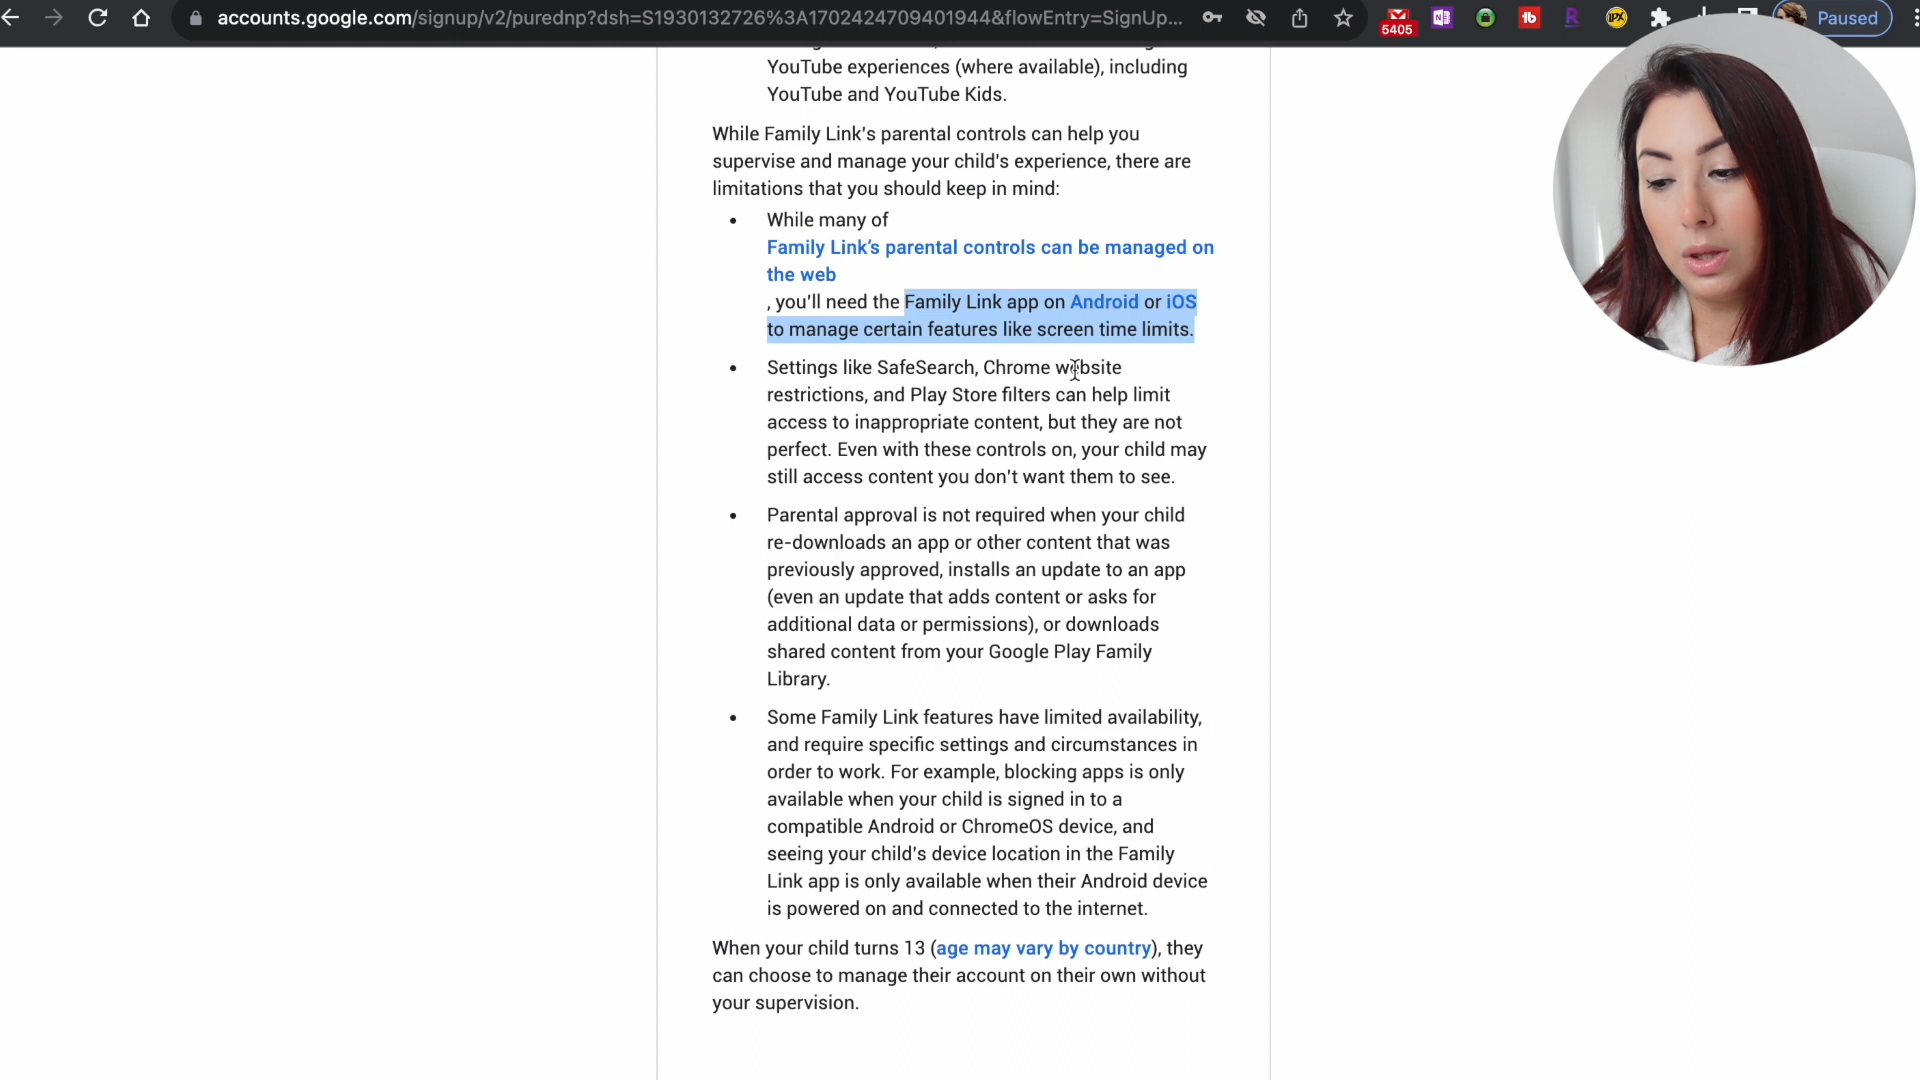 accounts.google.com/signup/v2/purednp?dsh=S1930132726%3A1702424709401944&flowEntry=SignUp...
5405
N
tb
R
IPX
Paused
YouTube experiences (where available), including
YouTube and YouTube Kids.
While Family Link's parental controls can help you
supervise and manage your child's experience, there are
limitations that you should keep in mind:
• While many of
Family Link's parental controls can be managed on
the web
, you'll need the Family Link app on Android or iOS
to manage certain features like screen time limits.
• Settings like SafeSearch, Chrome website
restrictions, and Play Store filters can help limit
access to inappropriate content, but they are not
perfect. Even with these controls on, your child may
still access content you don't want them to see.
• Parental approval is not required when your child
re-downloads an app or other content that was
previously approved, installs an update to an app
(even an update that adds content or asks for
additional data or permissions), or downloads
shared content from your Google Play Family
Library.
• Some Family Link features have limited availability,
and require specific settings and circumstances in
order to work. For example, blocking apps is only
available when your child is signed in to a
compatible Android or ChromeOS device, and
seeing your child's device location in the Family
Link app is only available when their Android device
is powered on and connected to the internet.
When your child turns 13 (age may vary by country), they
can choose to manage their account on their own without
your supervision.